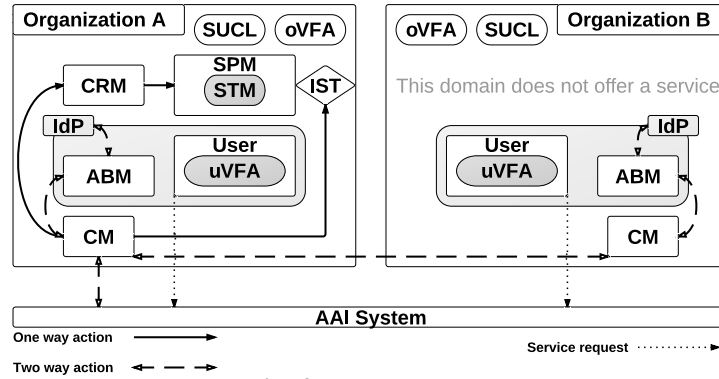 Organization A
SUCL
oVFA
CRM
SPM
STM
IST
IdP
User
uVFA
ABM
CM
oVFA
SUCL
Organization B
This domain does not offer a service
IdP
User
uVFA
ABM
CM
AAI System
One way action
Service request
Two way action